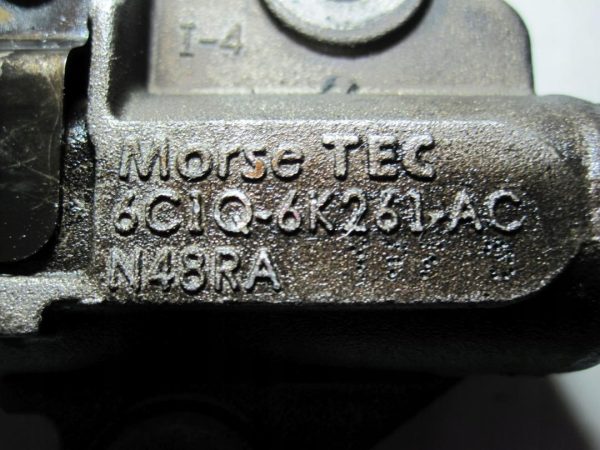 I-4
Morse TEC
6C1Q-6K261-AC
N48RA